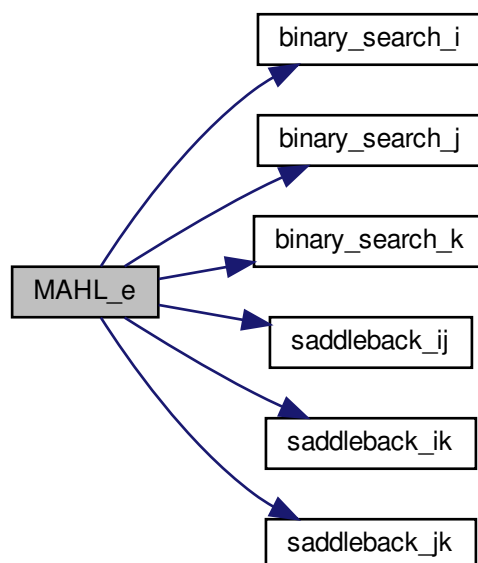 binary_search_i
binary_search_j
binary_search_k
MAHL_e
saddleback_ij
saddleback_ik
saddleback_jk